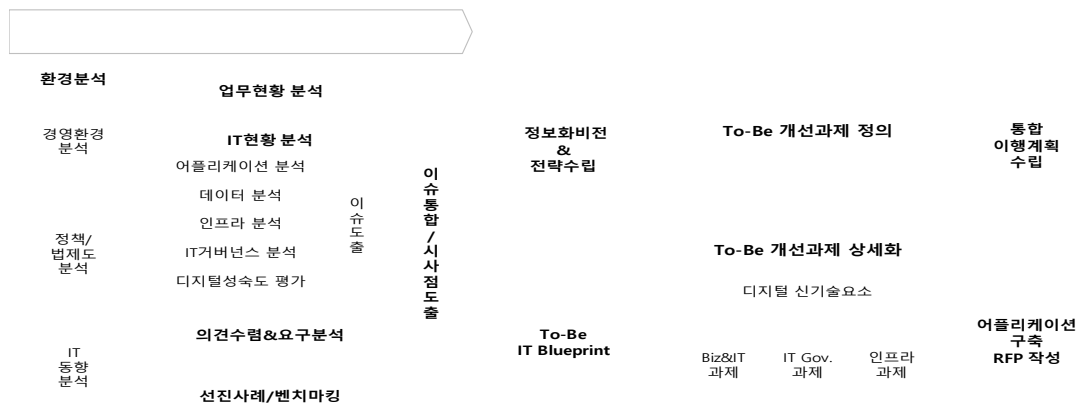 환경분석
경영환경
분석
정책/
법제도
분석
IT
동향
분석
업무현황 분석
IT현황 분석
어플리케이션 분석
데이터 분석
인프라 분석
IT거버넌스 분석
디지털성숙도 평가
이슈도출
의견수렴&요구분석
선진사례/벤치마킹
이슈통합/시사점도출
정보화비전
&
전략수립
To-Be
IT Blueprint
To-Be 개선과제 정의
To-Be 개선과제 상세화
디지털 신기술요소
Biz&IT
과제
IT Gov.
과제
인프라
과제
통합
이행계획
수립
어플리케이션
구축
RFP 작성